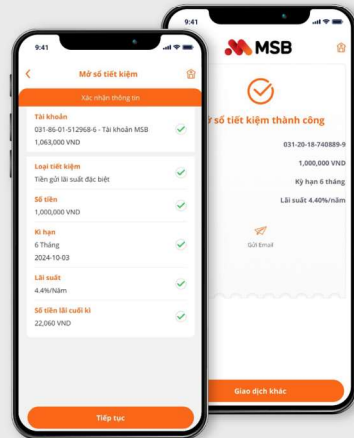 9:41
Mở sổ tiết kiệm
Xác nhận thông tin
Tài khoản
031-86-01-512968-6 - Tài khoản MSB
1,063,000 VND
Loại tiết kiệm
Tiền gửi lãi suất đặc biệt
Số tiền
1,000,000 VND
Kì hạn
6 Tháng
2024-10-03
Lãi suất
4.4%/Năm
Số tiền lãi cuối kì
22,060 VND
Tiếp tục
9:41
MSB
ở sổ tiết kiệm thành công
031-20-18-740889-9
1,000,000 VND
Kỳ hạn 6 tháng
Lãi suất 4.40%/năm
Gửi Email
Giao dịch khác